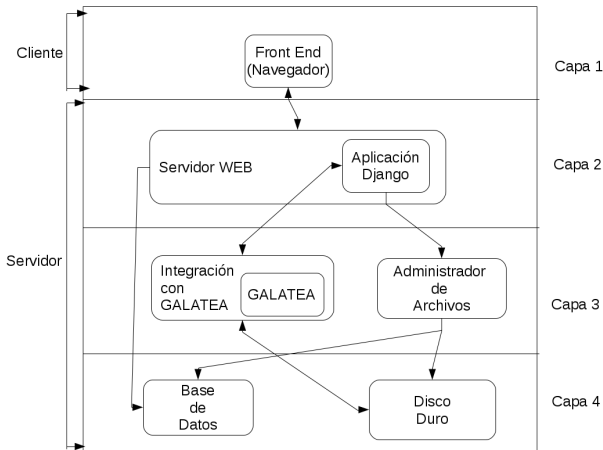 Cliente
Front End
(Navegador)
Capa 1
Servidor WEB
Aplicación
Django
Capa 2
Servidor
Integración
con
GALATEA
GALATEA
Administrador
de
Archivos
Capa 3
Base
de
Datos
Disco
Duro
Capa 4